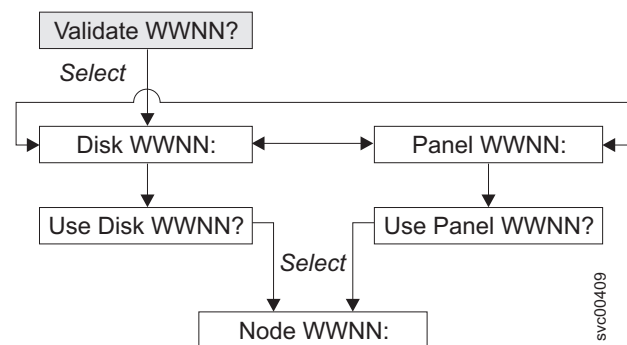 Validate WWNN?
Select
Disk WWNN:
Panel WWNN:
Use Disk WWNN?
Use Panel WWNN?
Select
Node WWNN:
svc00409